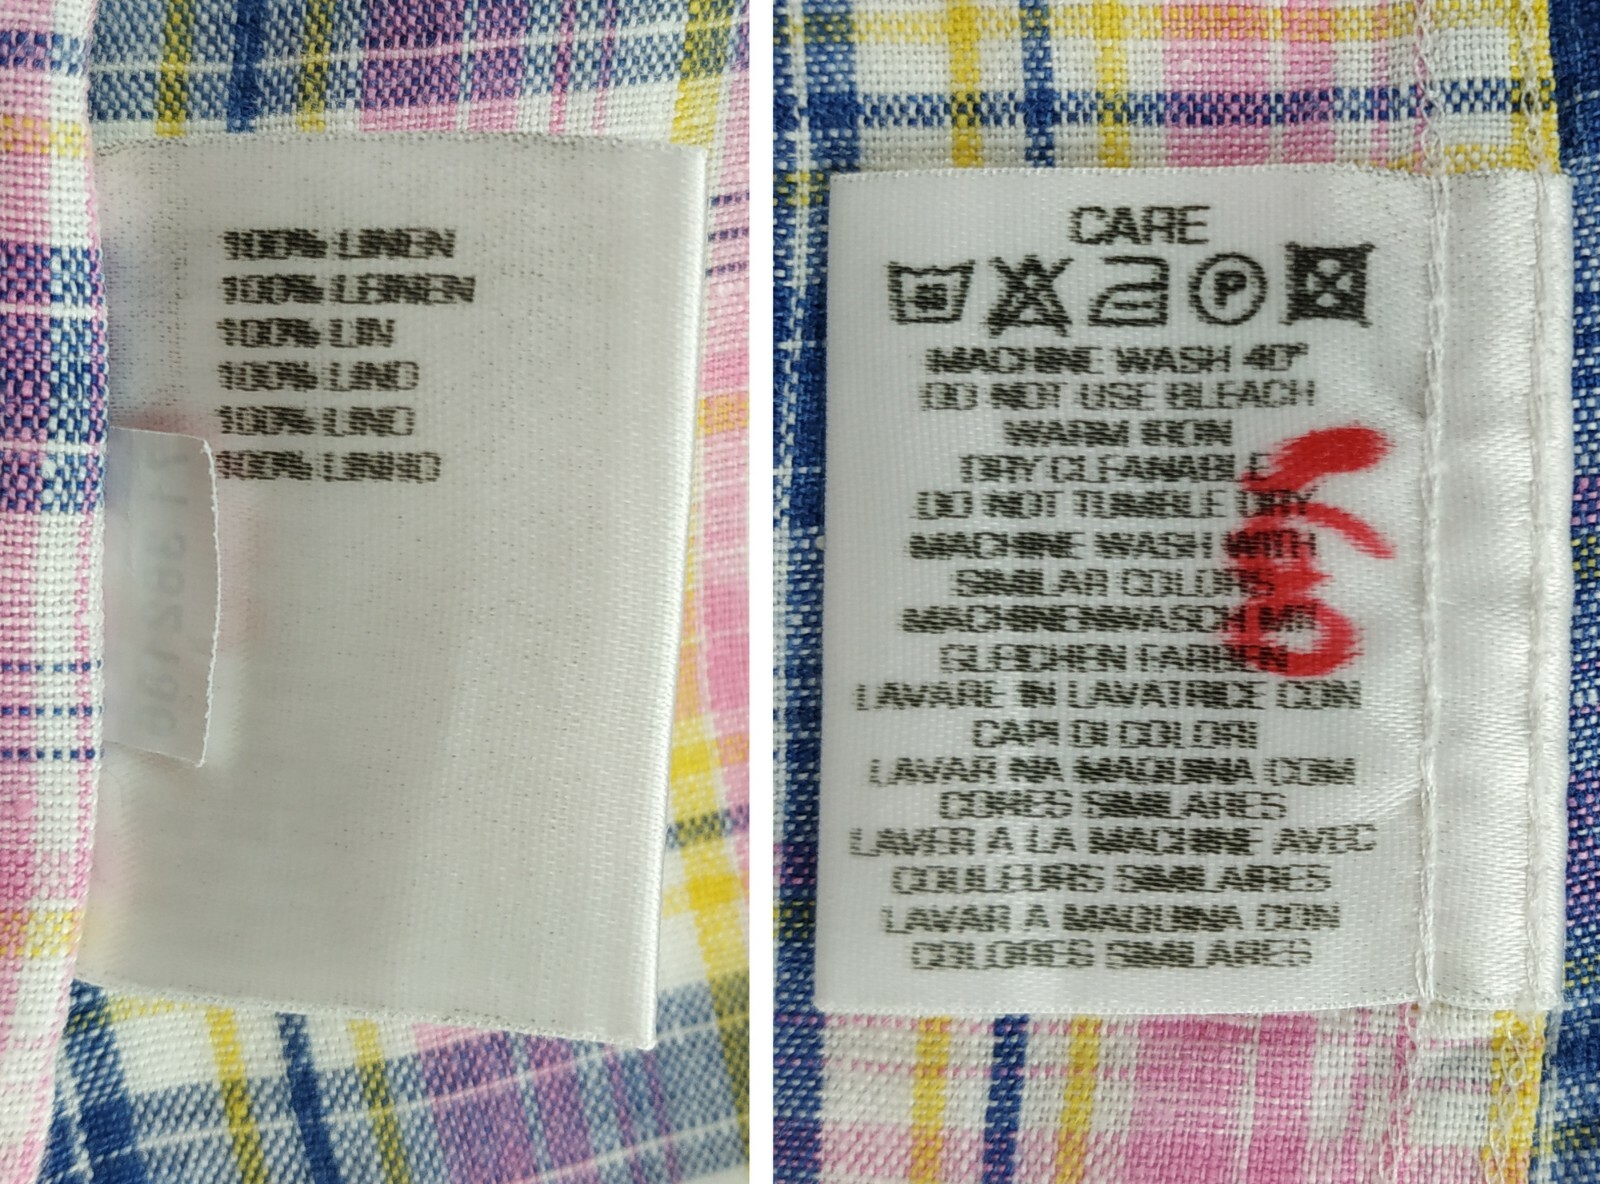 100% LINEN
100% LEINEN
100% LIN
100% LINO
100% LINO
100% LINHO
CARE
40
P
MACHINE WASH 40°
DO NOT USE BLEACH
WARM IRON
DRY CLEANABLE
DO NOT TUMBLE DRY
MACHINE WASH WITH
SIMILAR COLORS
MACHINENWASCH MIT
GLEICHEN FARBEN
LAVARE IN LAVATRICE CON
CAPI DI COLORI
LAVAR NA MAQUINA COM
CORES SIMILARES
LAVER A LA MACHINE AVEC
COULEURS SIMILAIRES
LAVAR A MAQUINA CON
COLORES SIMILARES